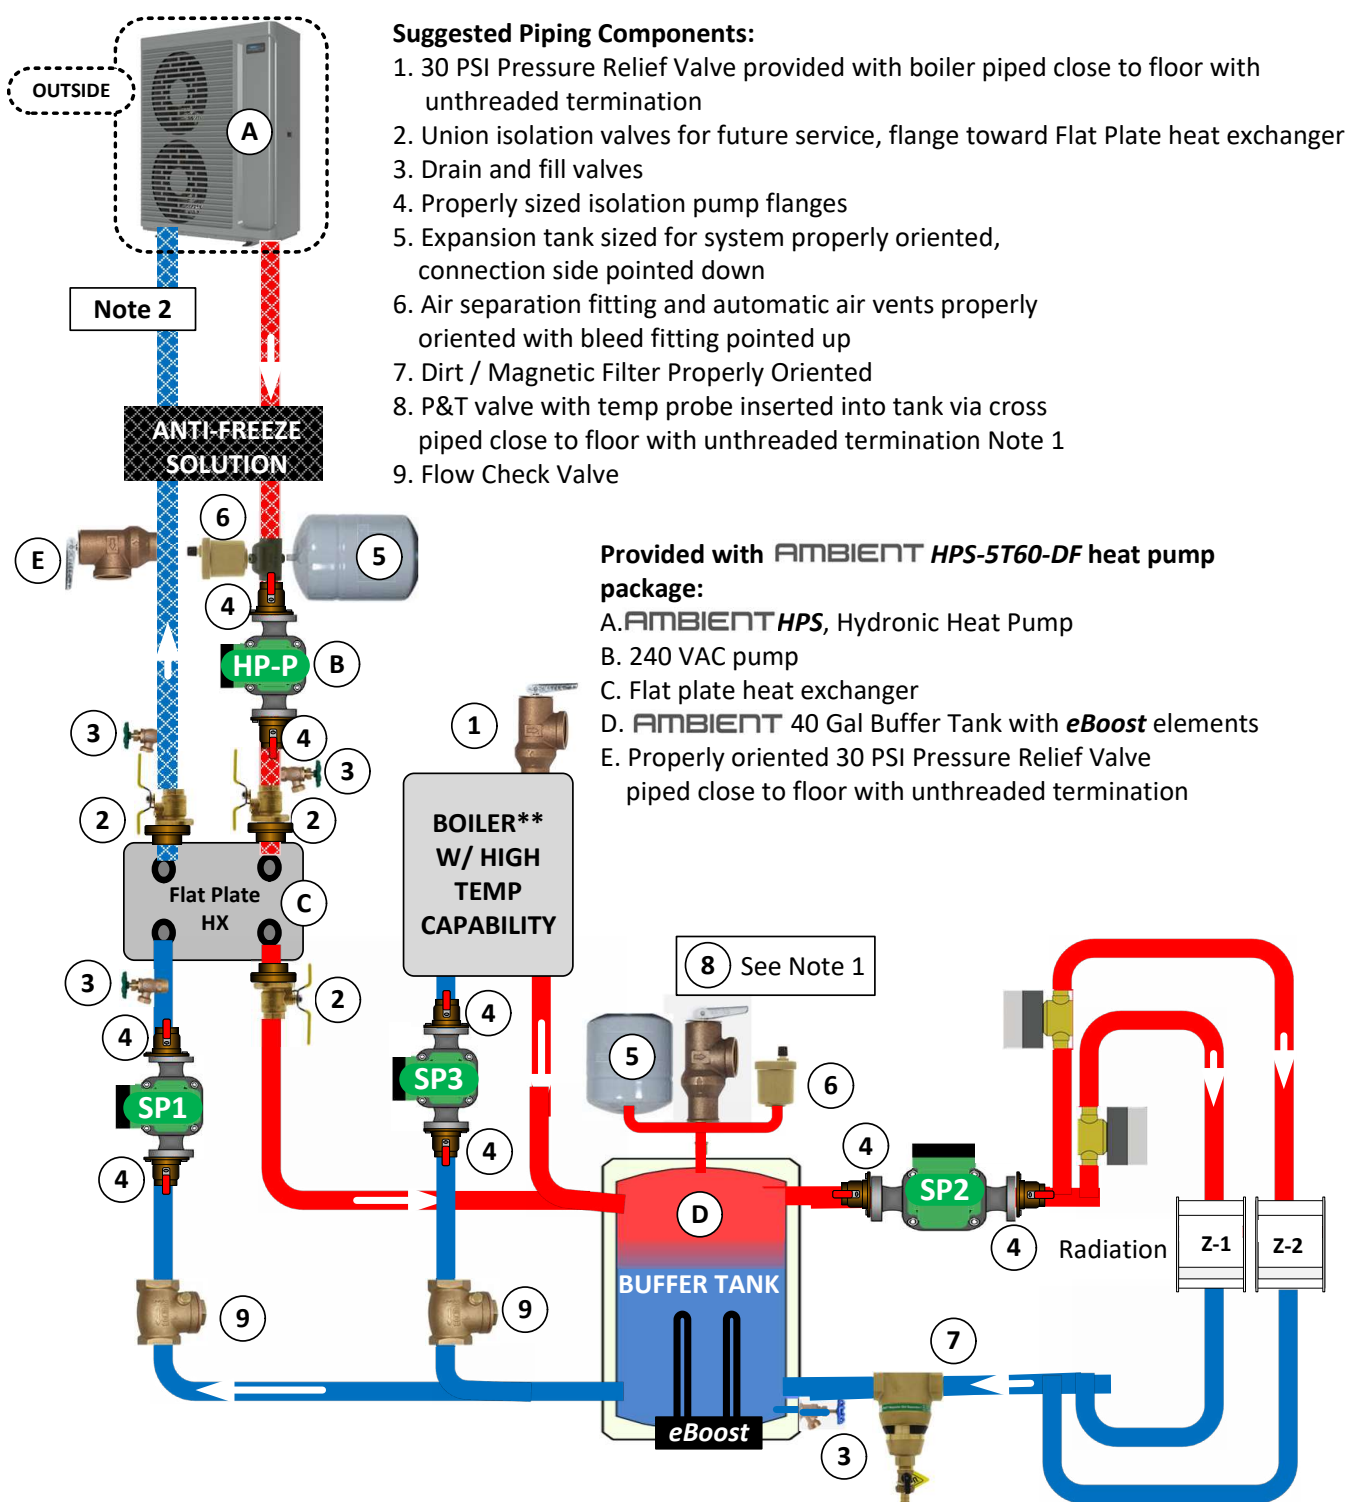 Suggested Piping Components:
1. 30 PSI Pressure Relief Valve provided with boiler piped close to floor with
unthreaded termination
2. Union isolation valves for future service, flange toward Flat Plate heat exchanger
3. Drain and fill valves
4. Properly sized isolation pump flanges
5. Expansion tank sized for system properly oriented,
connection side pointed down
6. Air separation fitting and automatic air vents properly
oriented with bleed fitting pointed up
7. Dirt / Magnetic Filter Properly Oriented
8. P&T valve with temp probe inserted into tank via cross
piped close to floor with unthreaded termination Note 1
9. Flow Check Valve
OUTSIDE
A
Note 2
ANTI-FREEZE
SOLUTION
6
E
5
4
HP-P
B
3
4
3
2
2
Provided with AMBIENT HPS-5T60-DF heat pump
package:
A. AMBIENT HPS, Hydronic Heat Pump
B. 240 VAC pump
C. Flat plate heat exchanger
D. AMBIENT 40 Gal Buffer Tank with eBoost elements
E. Properly oriented 30 PSI Pressure Relief Valve
piped close to floor with unthreaded termination
1
BOILER**
W/ HIGH
TEMP
CAPABILITY
Flat Plate
HX
C
3
2
4
SP1
4
9
4
SP3
4
9
8 See Note 1
5
6
D
BUFFER TANK
eBoost
4
SP2
4
Radiation
Z-1
Z-2
7
3